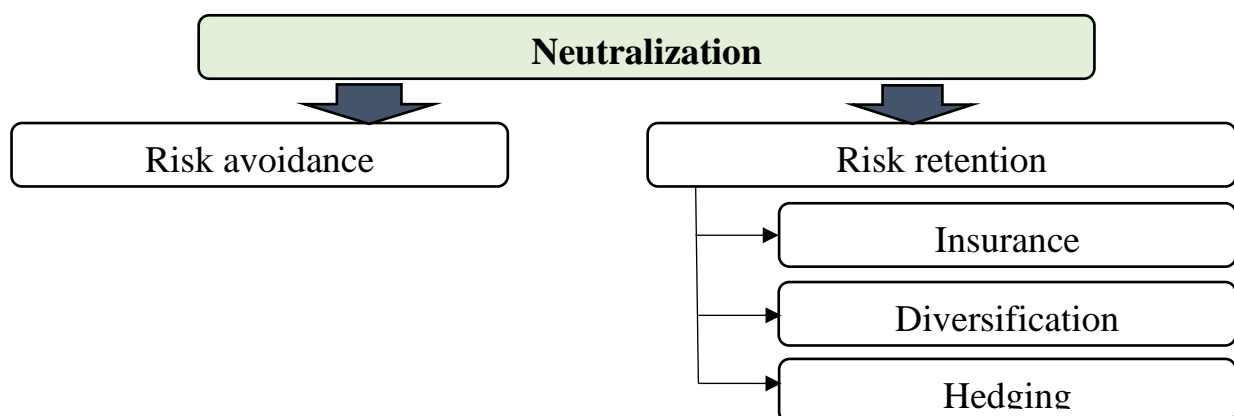 Neutralization
Risk avoidance
Risk retention
Insurance
Diversification
Hedging